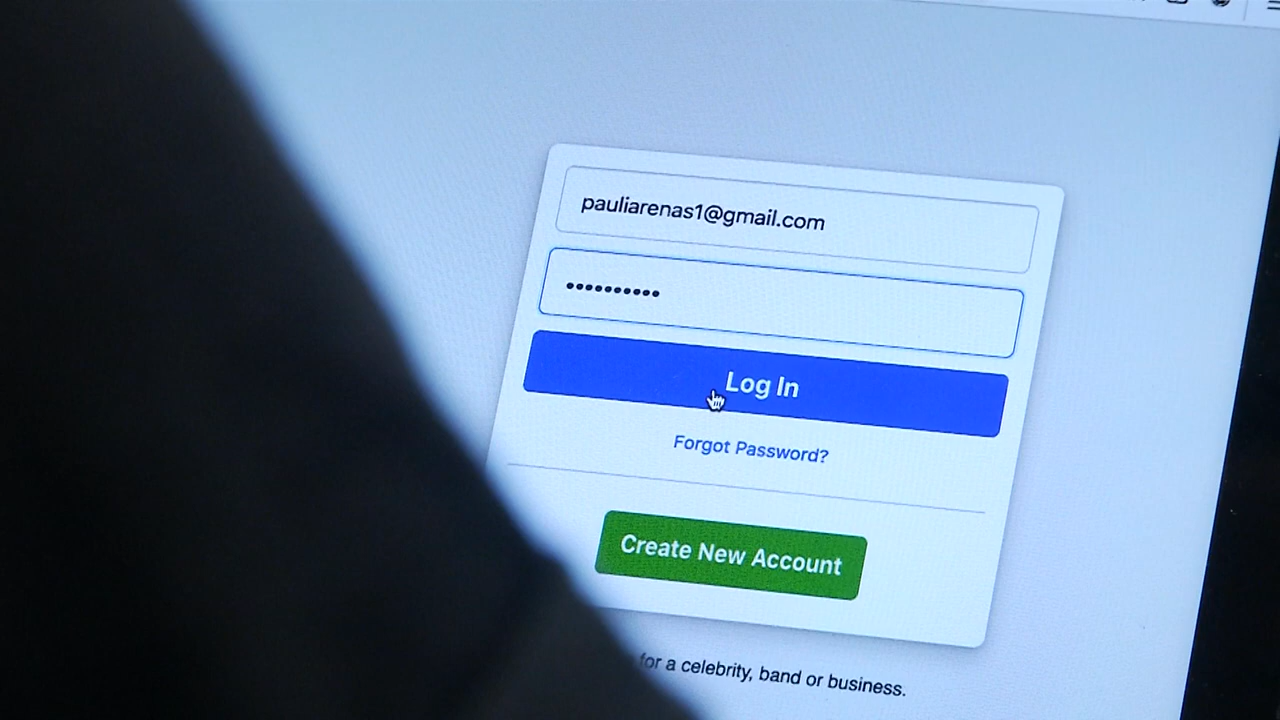 pauliarenas1@gmail.com
••••••••••
Log In
Forgot Password?
Create New Account
for a celebrity, band or business.